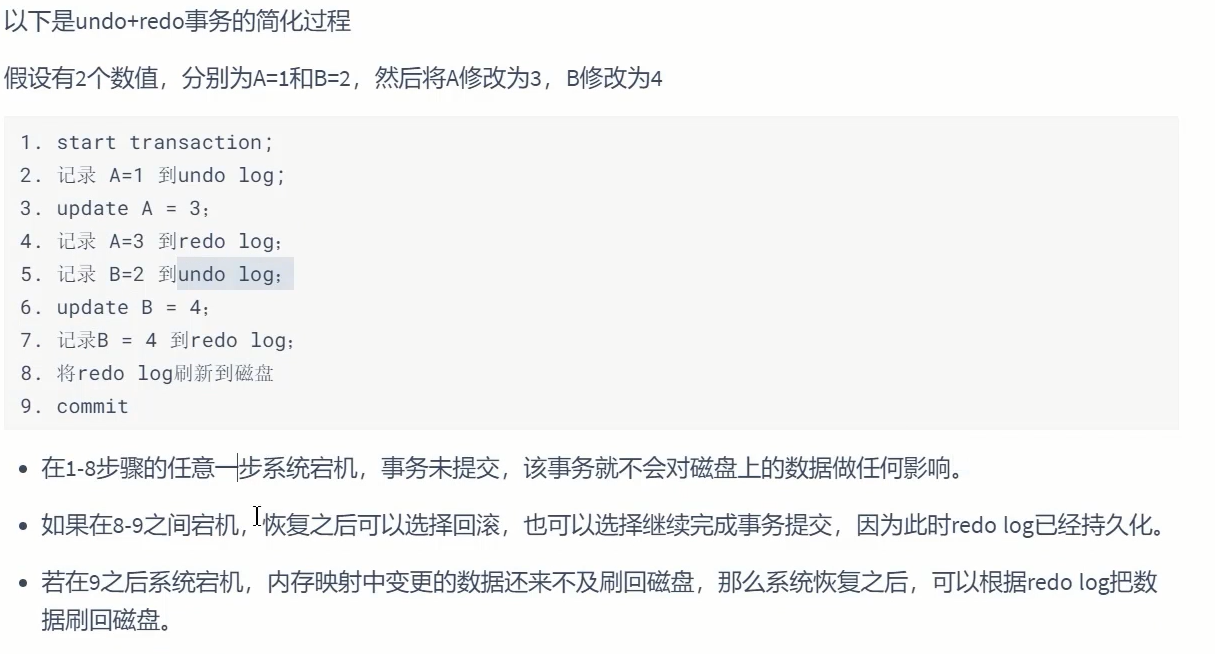 以下是undo+redo事务的简化过程
假设有2个数值，分别为A=1和B=2，然后将A修改为3，B修改为4
1. start transaction;
2. 记录 A=1 到undo log;
3. update A = 3；
4. 记录 A=3 到redo log；
5. 记录 B=2 到undo log；
6. update B = 4；
7. 记录B = 4 到redo log；
8. 将redo log刷新到磁盘
9. commit
• 在1-8步骤的任意一步系统宕机，事务未提交，该事务就不会对磁盘上的数据做任何影响。
• 如果在8-9之间宕机，恢复之后可以选择回滚，也可以选择继续完成事务提交，因为此时redo log已经持久化。
• 若在9之后系统宕机，内存映射中变更的数据还来不及刷回磁盘，那么系统恢复之后，可以根据redo log把数
据刷回磁盘。